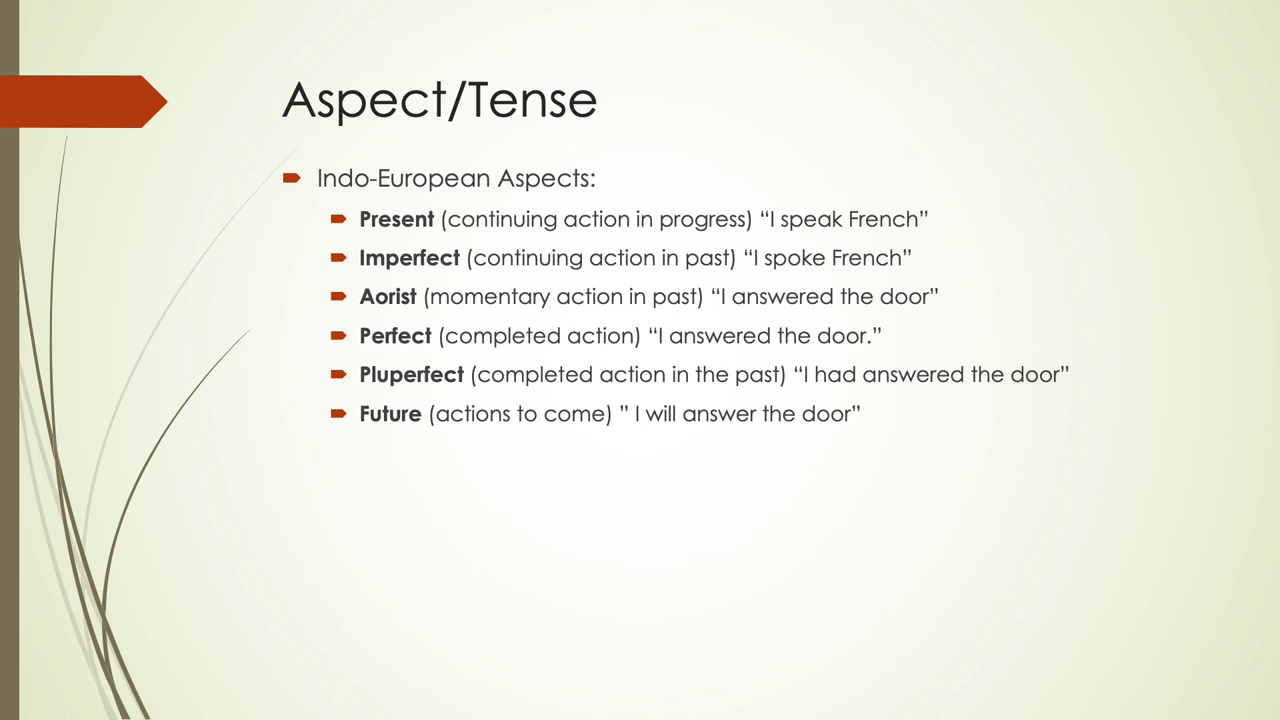 Aspect/Tense
Indo-European Aspects:
Present (continuing action in progress) “I speak French”
Imperfect (continuing action in past) “I spoke French”
Aorist (momentary action in past) “I answered the door”
Perfect (completed action) “I answered the door.”
Pluperfect (completed action in the past) “I had answered the door”
Future (actions to come) ” I will answer the door”